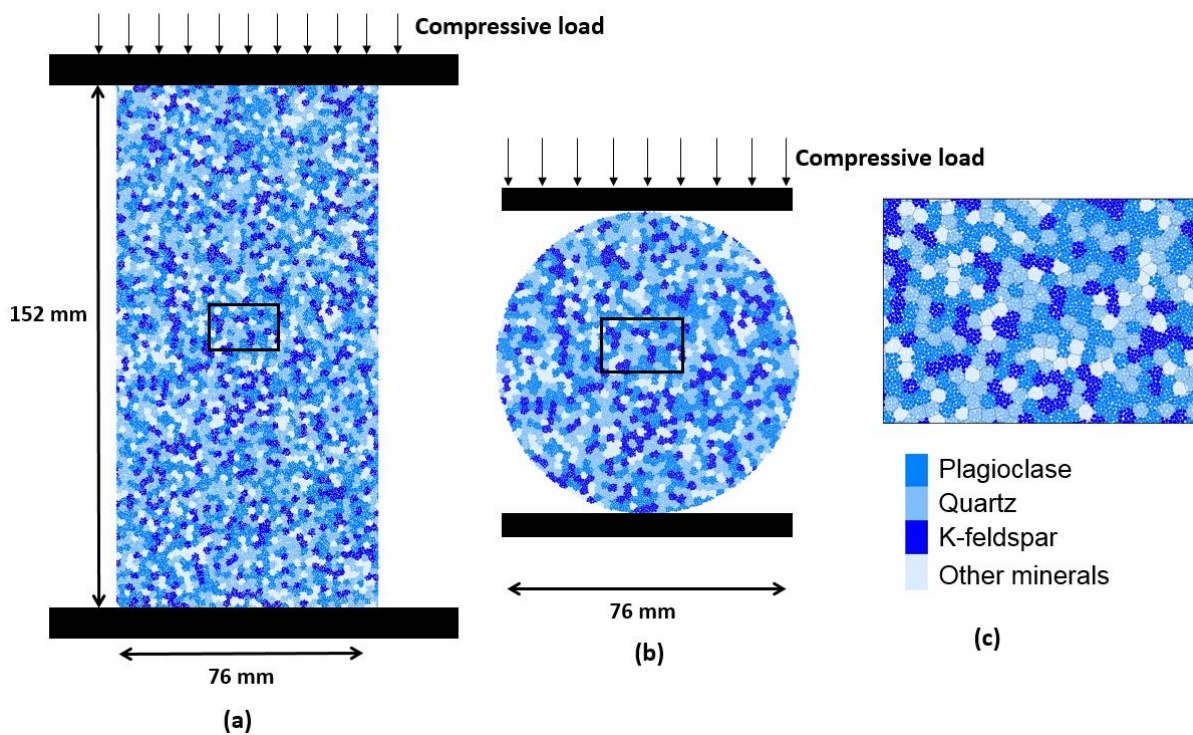 Compressive load
152 mm
76 mm
(a)
Compressive load
76 mm
(b)
Plagioclase
Quartz
K-feldspar
Other minerals
(c)